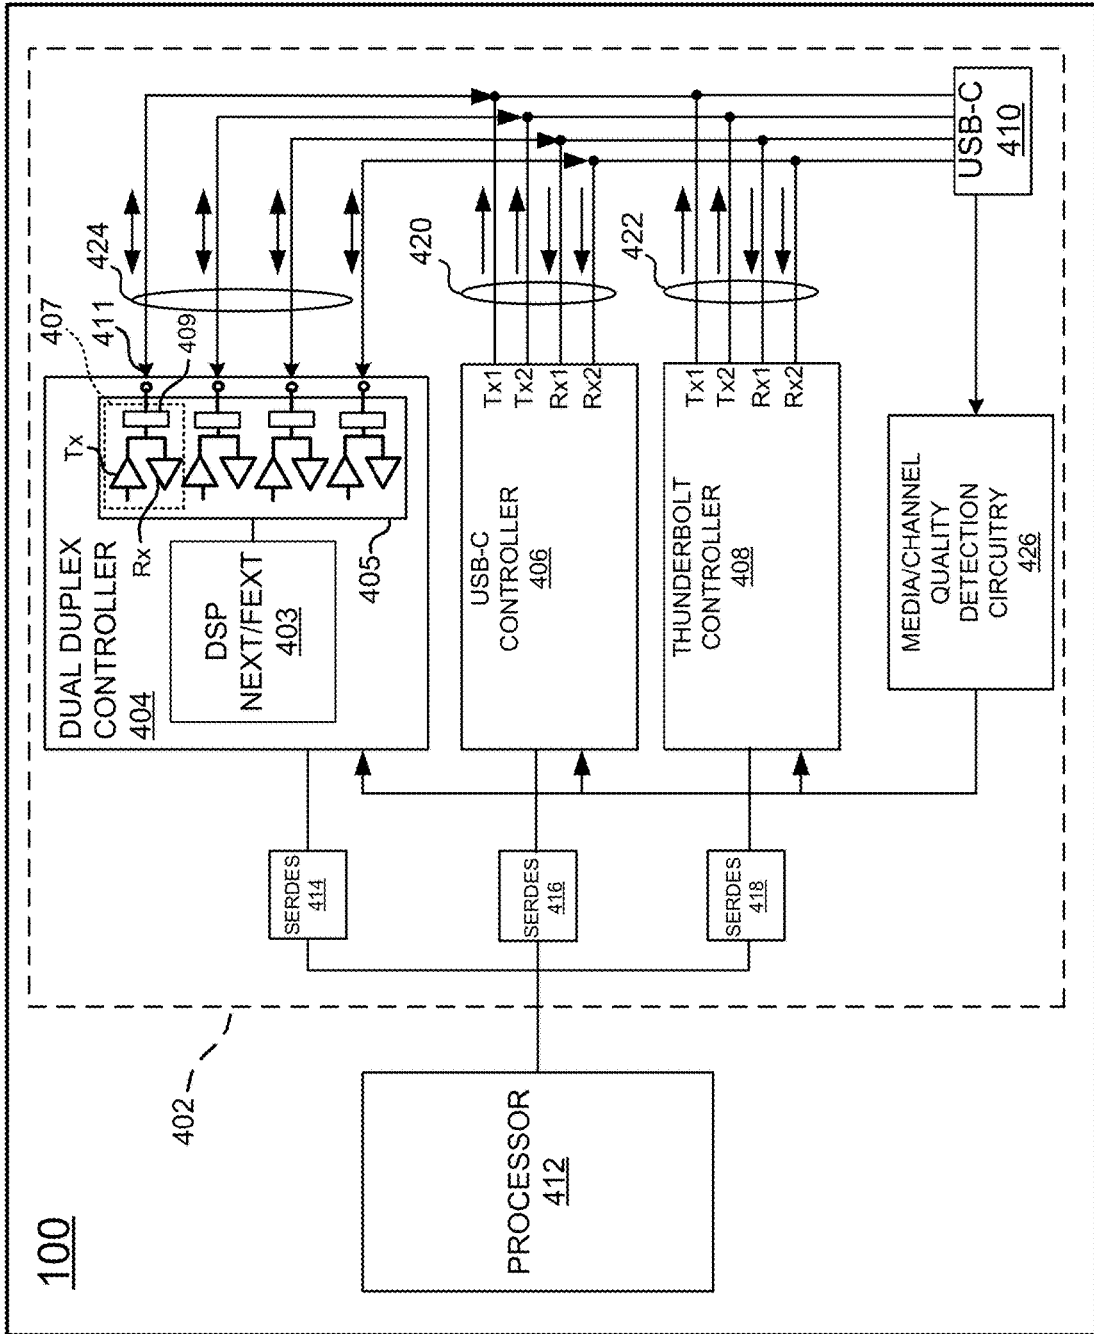 100
402
PROCESSOR
412
SERDES
414
SERDES
416
SERDES
418
DUAL DUPLEX
CONTROLLER
404
DSP
NEXT/FEXT
403
405
Tx
Rx
407
409
411
424
USB-C
CONTROLLER
406
Tx1
Tx2
Rx1
Rx2
420
THUNDERBOLT
CONTROLLER
408
Tx1
Tx2
Rx1
Rx2
422
MEDIA/CHANNEL
QUALITY
DETECTION
CIRCUITRY
426
USB-C
410